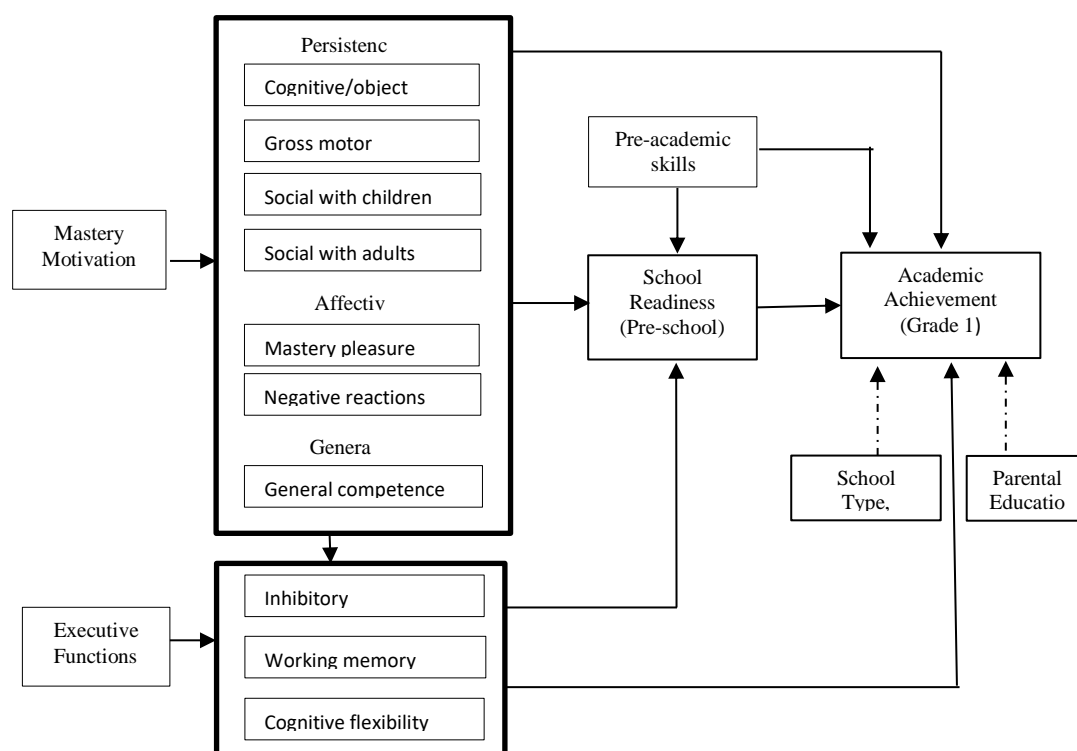 Persistenc
Cognitive/object
Gross motor
Social with children
Social with adults
Affectiv
Mastery pleasure
Negative reactions
Genera
General competence
Mastery
Motivation
Pre-academic
skills
School
Readiness
(Pre-school)
Academic
Achievement
(Grade 1)
School
Type,
Parental
Educatio
Executive
Functions
Inhibitory
Working memory
Cognitive flexibility